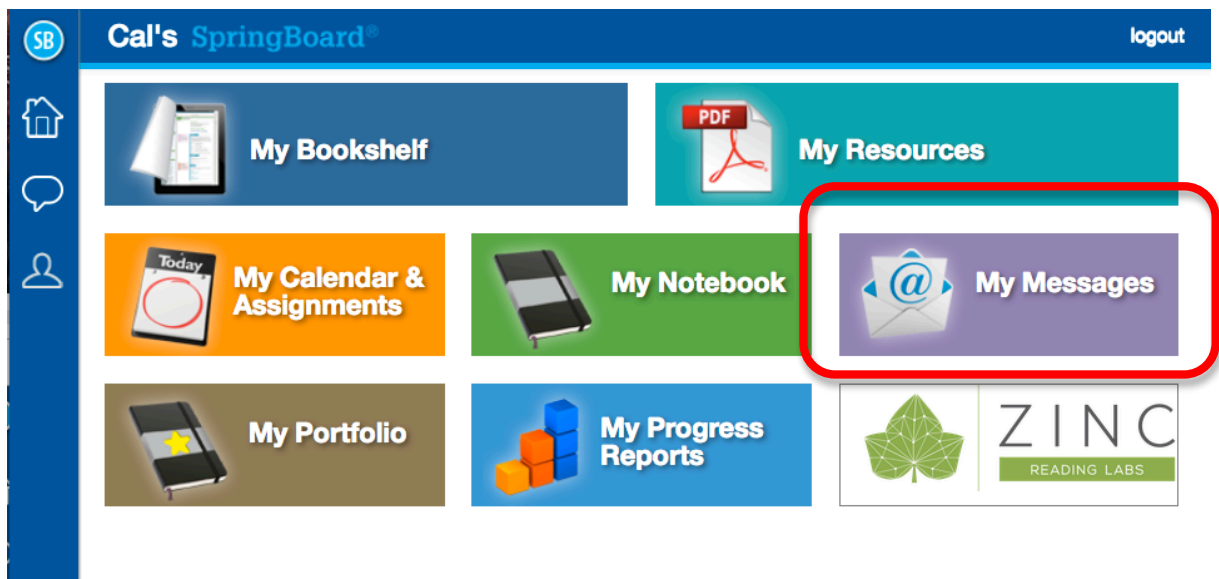 SB
Cal's SpringBoard®
logout
My Bookshelf
PDF
My Resources
Today
My Calendar &
Assignments
My Notebook
@
My Messages
My Portfolio
My Progress
Reports
ZINC
READING LABS